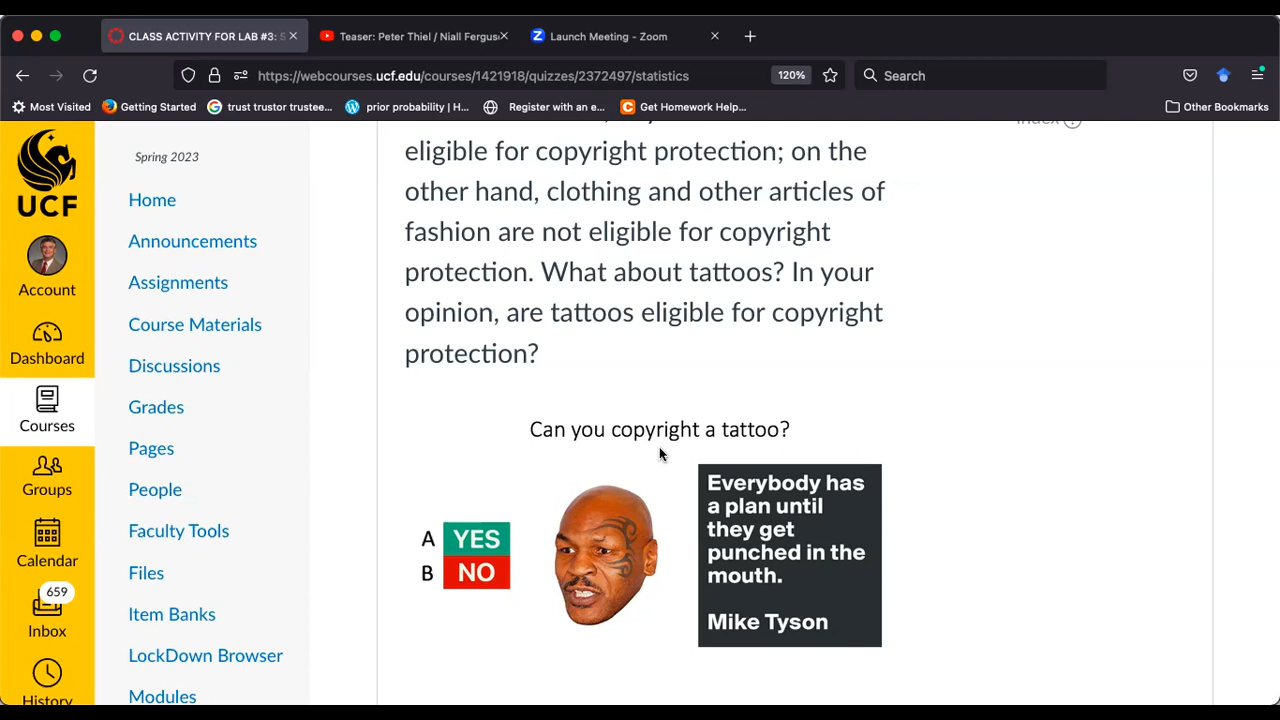 CLASS ACTIVITY FOR LAB #3: S
Teaser: Peter Thiel / Niall Fergus
Launch Meeting - Zoom
https://webcourses.ucf.edu/courses/1421918/quizzes/2372497/statistics
120%
Search
Most Visited
Getting Started
trust trustor trustee...
prior probability | H...
Register with an e...
Get Homework Help...
Other Bookmarks
UCF
Account
Dashboard
Courses
Groups
Calendar
659
Inbox
History
Spring 2023
Home
Announcements
Assignments
Course Materials
Discussions
Grades
Pages
People
Faculty Tools
Files
Item Banks
LockDown Browser
Modules
Index
eligible for copyright protection; on the
other hand, clothing and other articles of
fashion are not eligible for copyright
protection. What about tattoos? In your
opinion, are tattoos eligible for copyright
protection?
Can you copyright a tattoo?
A YES
B NO
Everybody has
a plan until
they get
punched in the
mouth.
Mike Tyson